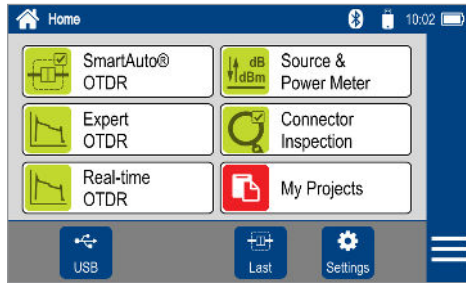 Home
10:02
SmartAuto®
OTDR
dB
dBm
Source &
Power Meter
Expert
OTDR
Connector
Inspection
Real-time
OTDR
My Projects
USB
Last
Settings